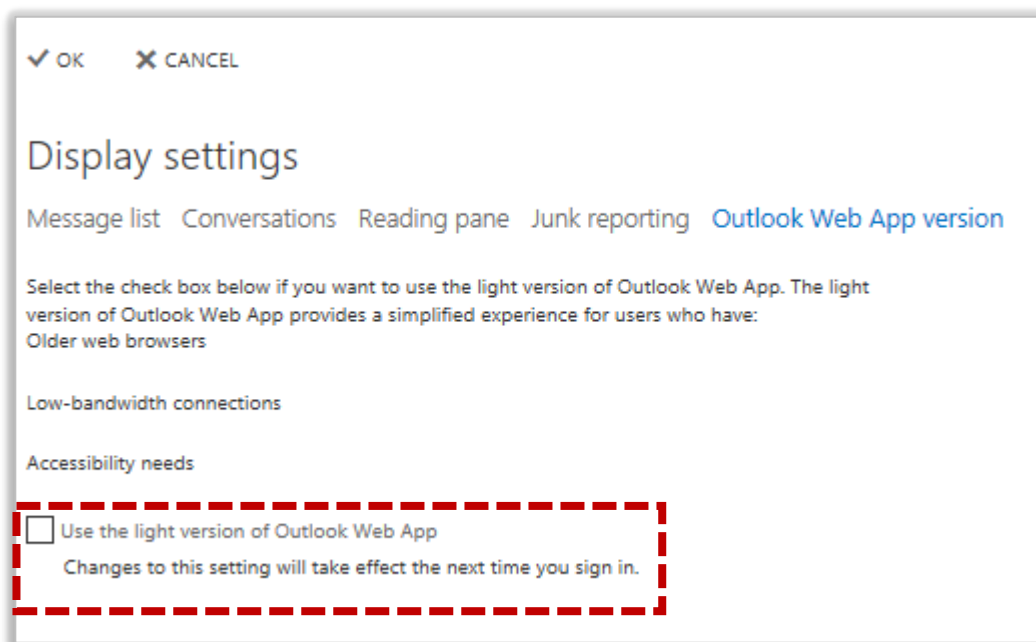 OK CANCEL
Display settings
Message list Conversations Reading pane Junk reporting Outlook Web App version
Select the check box below if you want to use the light version of Outlook Web App. The light
version of Outlook Web App provides a simplified experience for users who have:
Older web browsers
Low-bandwidth connections
Accessibility needs
Use the light version of Outlook Web App
Changes to this setting will take effect the next time you sign in.